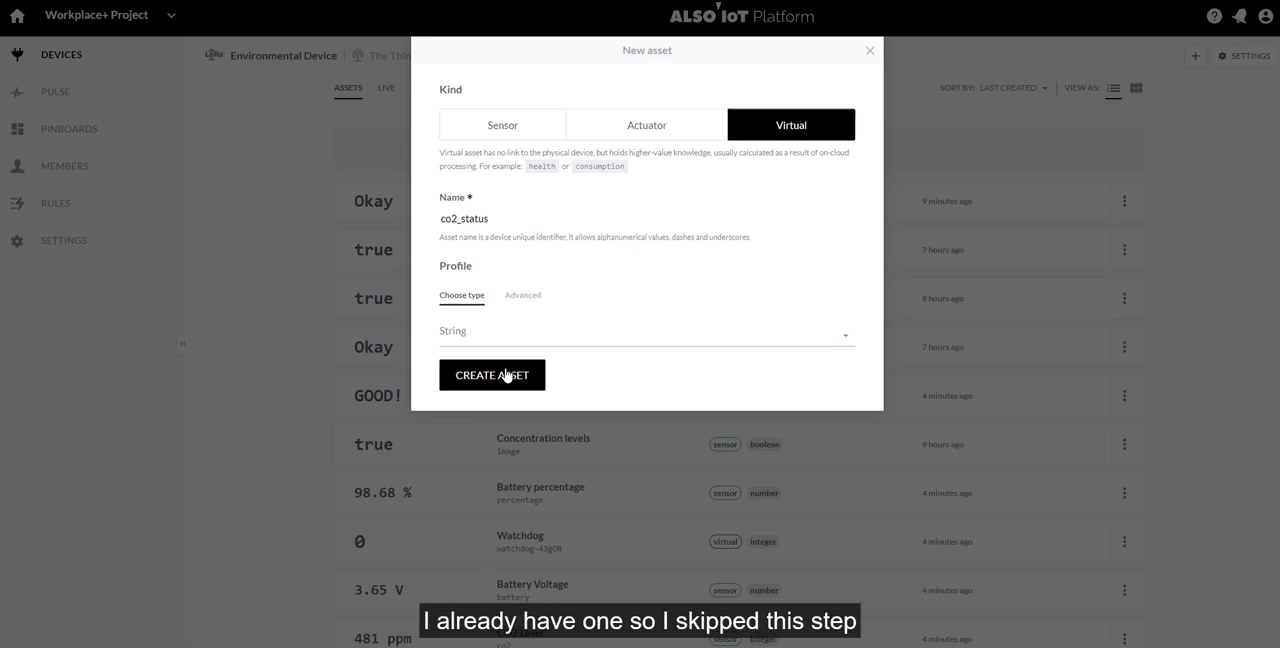 Workplace+ Project
ALSO IoT Platform
DEVICES
PULSE
PINBOARDS
MEMBERS
RULES
SETTINGS
LoRa Environmental Device | The Thin
SETTINGS
ASSETS LIVE
SORT BY: LAST CREATED VIEW AS:
New asset
Kind
Sensor Actuator Virtual
Virtual asset has no link to the physical device, but holds higher-value knowledge, usually calculated as a result of on-cloud
processing. For example: health or consumption
Name *
co2_status
Asset name is a device unique identifier, it allows alphanumerical values, dashes and underscores.
Profile
Choose type Advanced
String
CREATE ASSET
Okay 9 minutes ago
true 7 hours ago
true 8 hours ago
Okay 7 hours ago
GOOD! 4 minutes ago
true Concentration levels sensor boolean 9 hours ago
image
98.68 % Battery percentage sensor number 4 minutes ago
percentage
0 Watchdog virtual integer 4 minutes ago
watchdog-43gOR
3.65 V Battery Voltage sensor number 4 minutes ago
battery
481 ppm sensor integer 4 minutes ago
co2
I already have one so I skipped this step